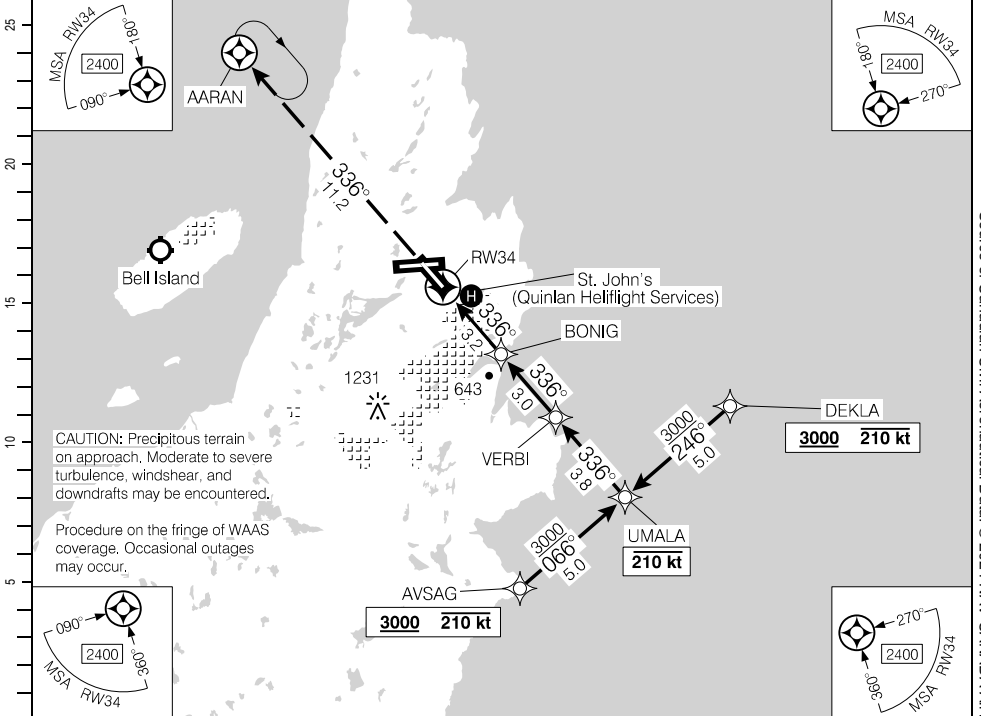 25
20
15
10
5
MSA RW34
180°
2400
090°
AARAN
MSA RW34
180°
2400
270°
336°
11.2
Bell Island
RW34
H
St. John's
(Quinlan Heliflight Services)
336°
3.2
BONIG
1231
643
336°
3.0
DEKLA
3000 210 kt
3000
246°
5.0
VERBI
336°
3.8
CAUTION: Precipitous terrain
on approach. Moderate to severe
turbulence, windshear, and
downdrafts may be encountered.
Procedure on the fringe of WAAS
coverage. Occasional outages
may occur.
UMALA
210 kt
3000
066°
5.0
AVSAG
3000 210 kt
090°
2400
360°
MSA RW34
270°
2400
360°
MSA RW34